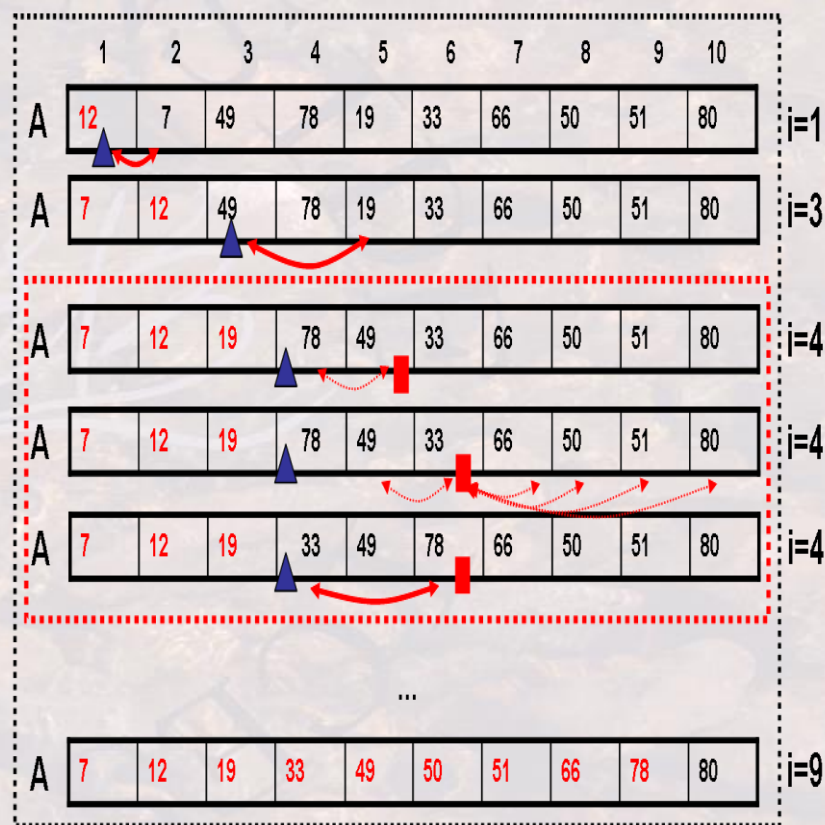 1 2 3 4 5 6 7 8 9 10
A 12 7 49 78 19 33 66 50 51 80 i=1
A 7 12 49 78 19 33 66 50 51 80 i=3
A 7 12 19 78 49 33 66 50 51 80 i=4
A 7 12 19 78 49 33 66 50 51 80 i=4
A 7 12 19 33 49 78 66 50 51 80 i=4
...
A 7 12 19 33 49 50 51 66 78 80 i=9